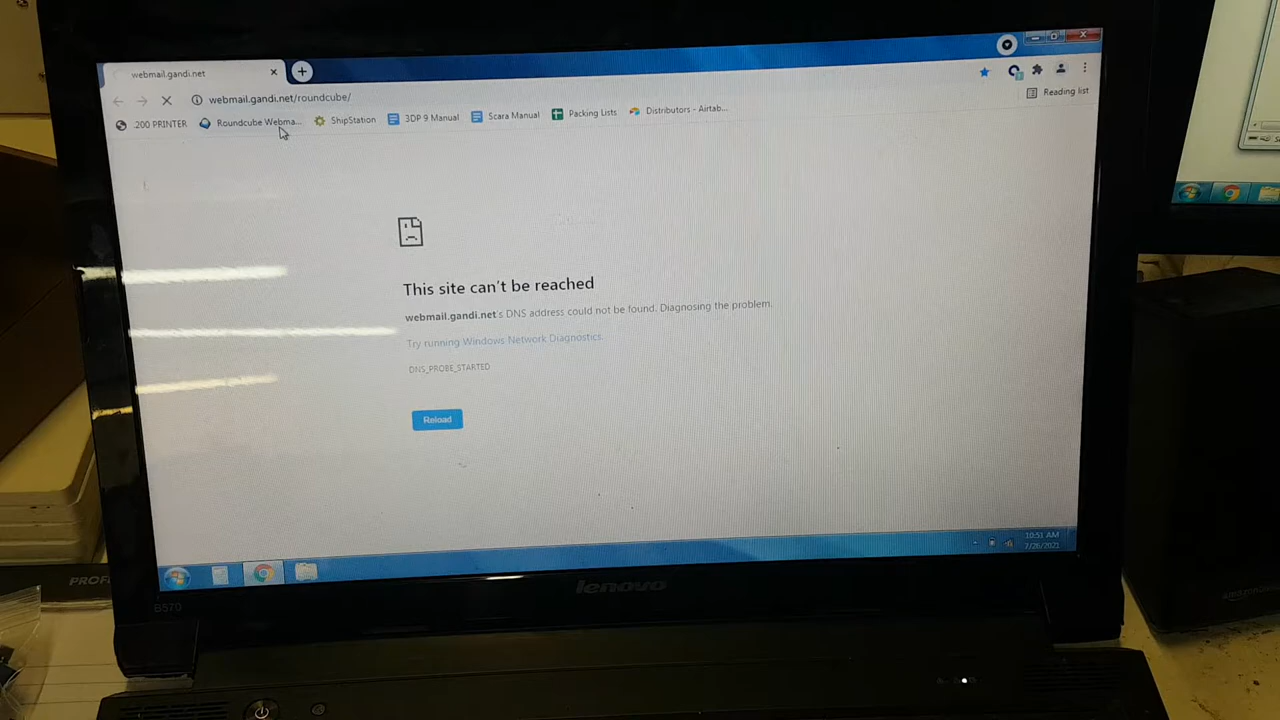 webmail.gandi.net
webmail.gandi.net/roundcube/
Reading list
200 PRINTER
Roundcube Webma...
ShipStation
3DP 9 Manual
Scara Manual
Packing Lists
Distributors - Airtab...
This site can't be reached
webmail.gandi.net's DNS address could not be found. Diagnosing the problem.
Try running Windows Network Diagnostics.
DNS_PROBE_STARTED
Reload
10:51 AM
7/26/2021
lenovo
B570